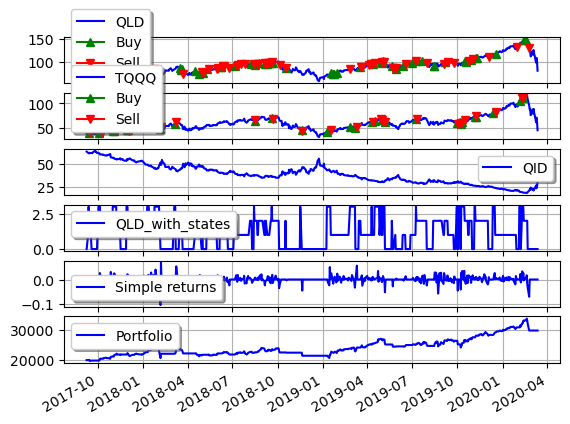 QLD
Buy
Sell
150
100
TQQQ
Buy
Sell
100
50
QID
50
25
QLD_with_states
2.5
0.0
Simple returns
0.0
−0.1
Portfolio
30000
20000
2017-10 2018-01 2018-04 2018-07 2018-10 2019-01 2019-04 2019-07 2019-10 2020-01 2020-04